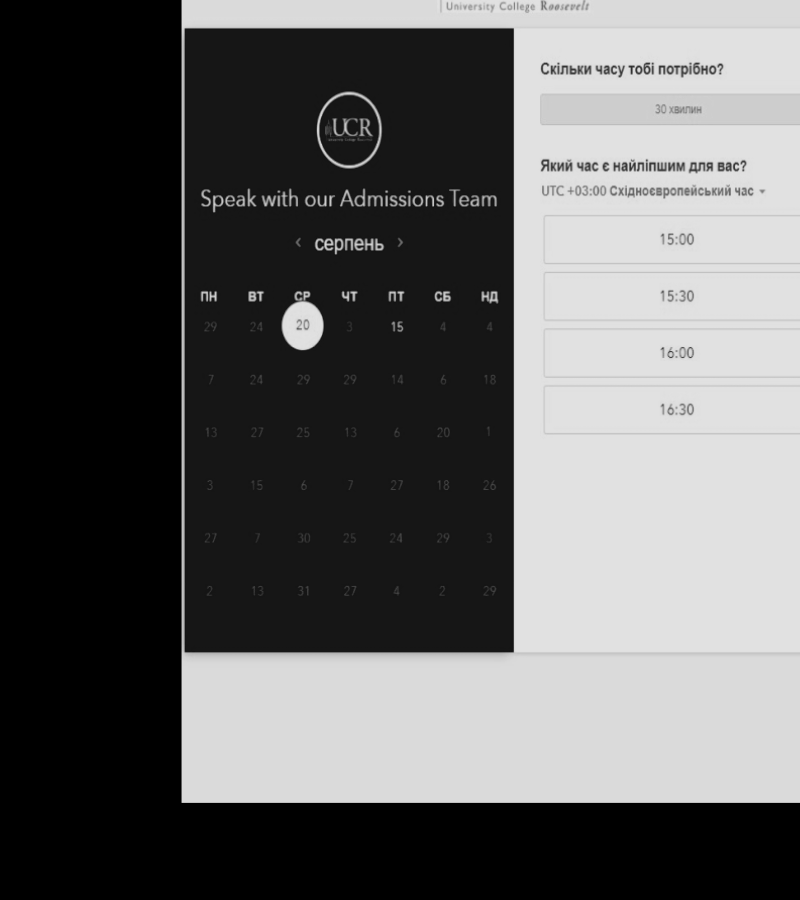 University College Roosevelt
UCR
Speak with our Admissions Team
‹ серпень ›
ПН ВТ СР ЧТ ПТ СБ НД
29 24 20 3 15 4 4
7 24 29 29 14 6 18
13 27 25 13 6 20 1
3 15 6 7 27 18 26
27 7 30 25 24 29 3
2 13 31 27 4 2 29
Скільки часу тобі потрібно?
30 хвилин
Який час є найліпшим для вас?
UTC +03:00 Східноєвропейський час
15:00
15:30
16:00
16:30